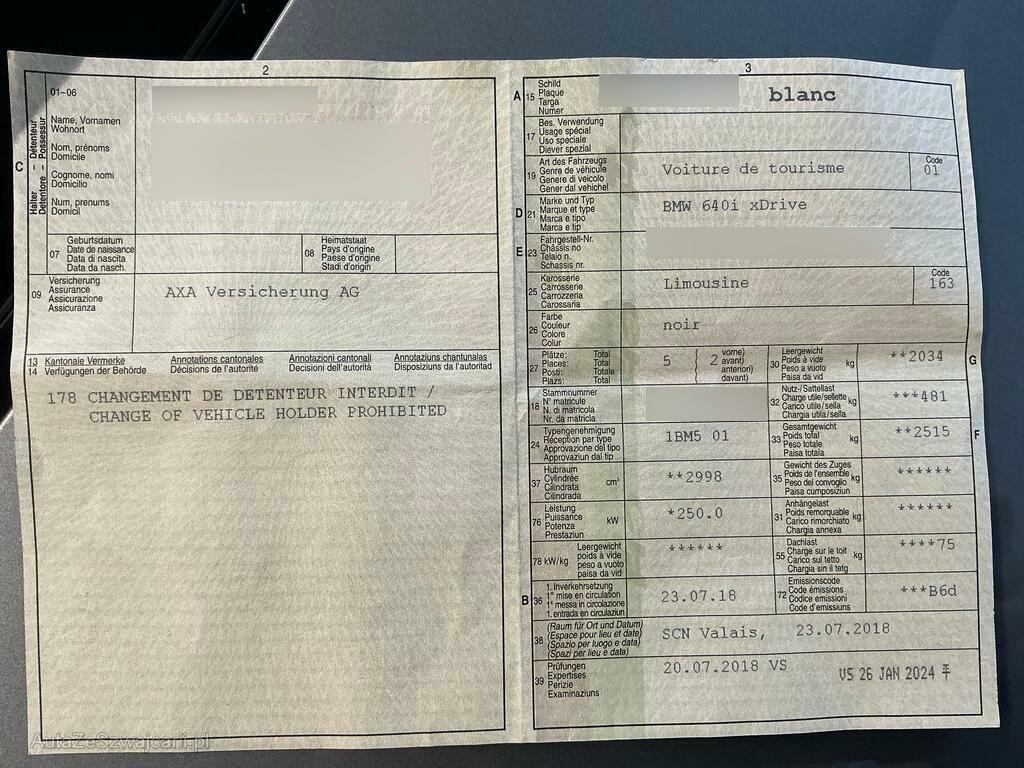 2
01-06
Halter - Détenteur
Detentore - Possessur
C
Name, Vornamen
Wohnort
Nom, prénoms
Domicile
Cognome, nomi
Domicilio
Num, prenums
Domicil
07
Geburtsdatum
Date de naissance
Data di nascita
Data da nasch.
08
Heimatstaat
Pays d'origine
Paese d'origine
Stadi d'origin
09
Versicherung
Assurance
Assicurazione
Assicuranza
AXA Versicherung AG
13 Kantonale Vermerke Annotations cantonales Annotazioni cantonali Annotaziuns chantunalas
14 Verfügungen der Behörde Décisions de l'autorité Decisioni dell'autorità Disposiziuns da l'autoritad
178 CHANGEMENT DE DETENTEUR INTERDIT /
CHANGE OF VEHICLE HOLDER PROHIBITED
AutaZeSzwajcarii.pl
3
A 15
Schild
Plaque
Targa
Numer
blanc
17
Bes. Verwendung
Usage spécial
Uso speciale
Diever spezial
19
Art des Fahrzeugs
Genre de véhicule
Genere di veicolo
Gener dal vehichel
Voiture de tourisme
Code
01
D 21
Marke und Typ
Marque et type
Marca e tipo
Marca e tip
BMW 640i xDrive
E 23
Fahrgestell-Nr.
Châssis no
Telaio n.
Schassis nr.
25
Karosserie
Carrosserie
Carrozzeria
Carossaria
Limousine
Code
163
26
Farbe
Couleur
Colore
Colur
noir
27
Plätze: Total
Places: Total
Posti: Totale
Plazs: Total
5
2
vorne)
avant)
anteriori)
davant)
30
Leergewicht
Poids à vide
Peso a vuoto
Paisa da vid
kg
**2034
G
18
Stammnummer
N° matricule
N. di matricola
Nr. da matricla
32
Nutz-/Sattellast
Charge utile/sellette
Carico utile/sella
Chargia utila/sella
kg
***481
24
Typengenehmigung
Réception par type
Approvazione del tipo
Approvaziun dal tip
1BM5 01
33
Gesamtgewicht
Poids total
Peso totale
Paisa totala
kg
**2515
F
37
Hubraum
Cylindrée
Cilindrata
Cilindrada
cm³
**2998
35
Gewicht des Zuges
Poids de l'ensemble
Peso del convoglio
Paisa cumposiziun
kg
******
76
Leistung
Puissance
Potenza
Prestaziun
kW
*250.0
31
Anhängelast
Poids remorquable
Carico rimorchiato
Chargia annexa
kg
******
78 kW/kg
Leergewicht
poids à vide
peso a vuoto
paisa da vid
******
55
Dachlast
Charge sur le toit
Carico sul tetto
Chargia sin il tetg
kg
****75
B 36
1. Inverkehrsetzung
1re mise en circulation
1a messa in circolazione
1. entrada en circulaziun
23.07.18
72
Emissionscode
Code émissions
Codice emissioni
Code d'emissiuns
***B6d
38
(Raum für Ort und Datum)
(Espace pour lieu et date)
(Spazio per luogo e data)
(Spazi per lieu e data)
SCN Valais, 23.07.2018
39
Prüfungen
Expertises
Perizie
Examinaziuns
20.07.2018 VS
VS 26 JAN 2024